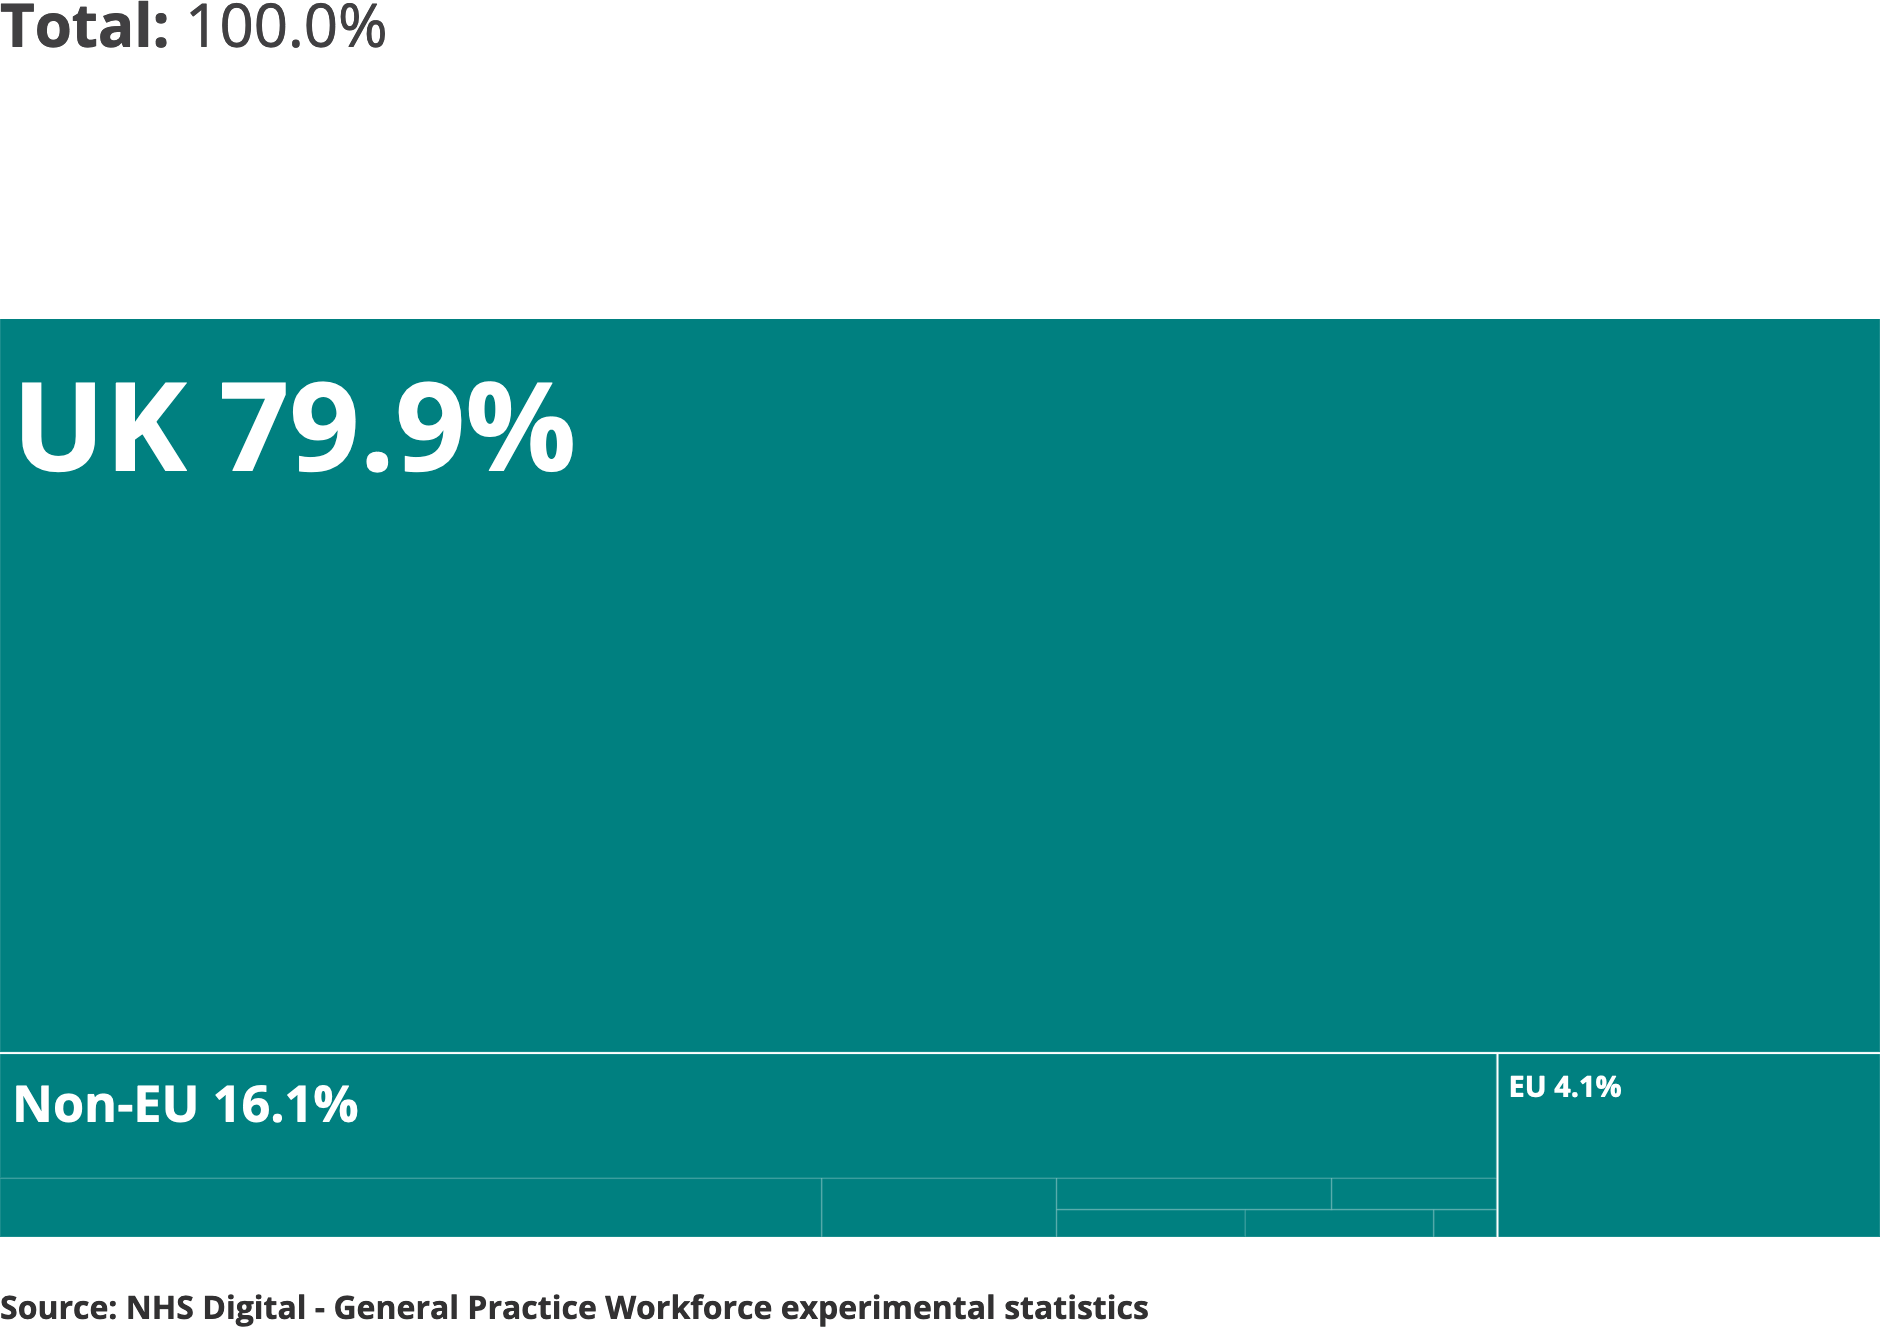 Total: 100.0%
UK 79.9%
Non-EU 16.1%
EU 4.1%
Source: NHS Digital - General Practice Workforce experimental statistics